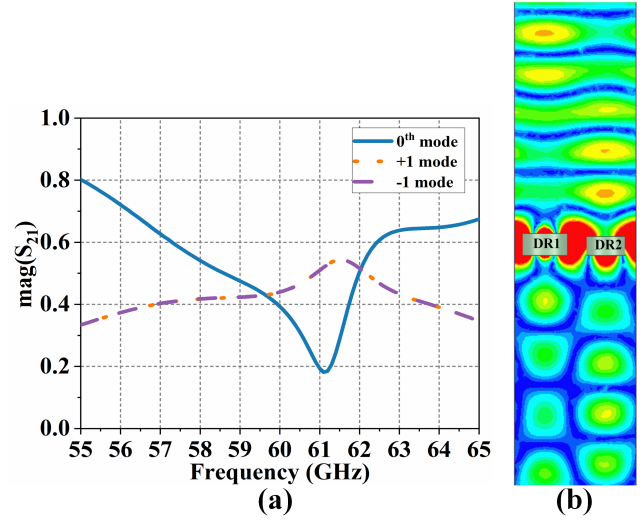 1.0
0.8
0.6
0.4
0.2
0.0
mag(S21)
0th mode
+1 mode
-1 mode
55 56 57 58 59 60 61 62 63 64 65
Frequency (GHz)
(a)
DR1 DR2
(b)